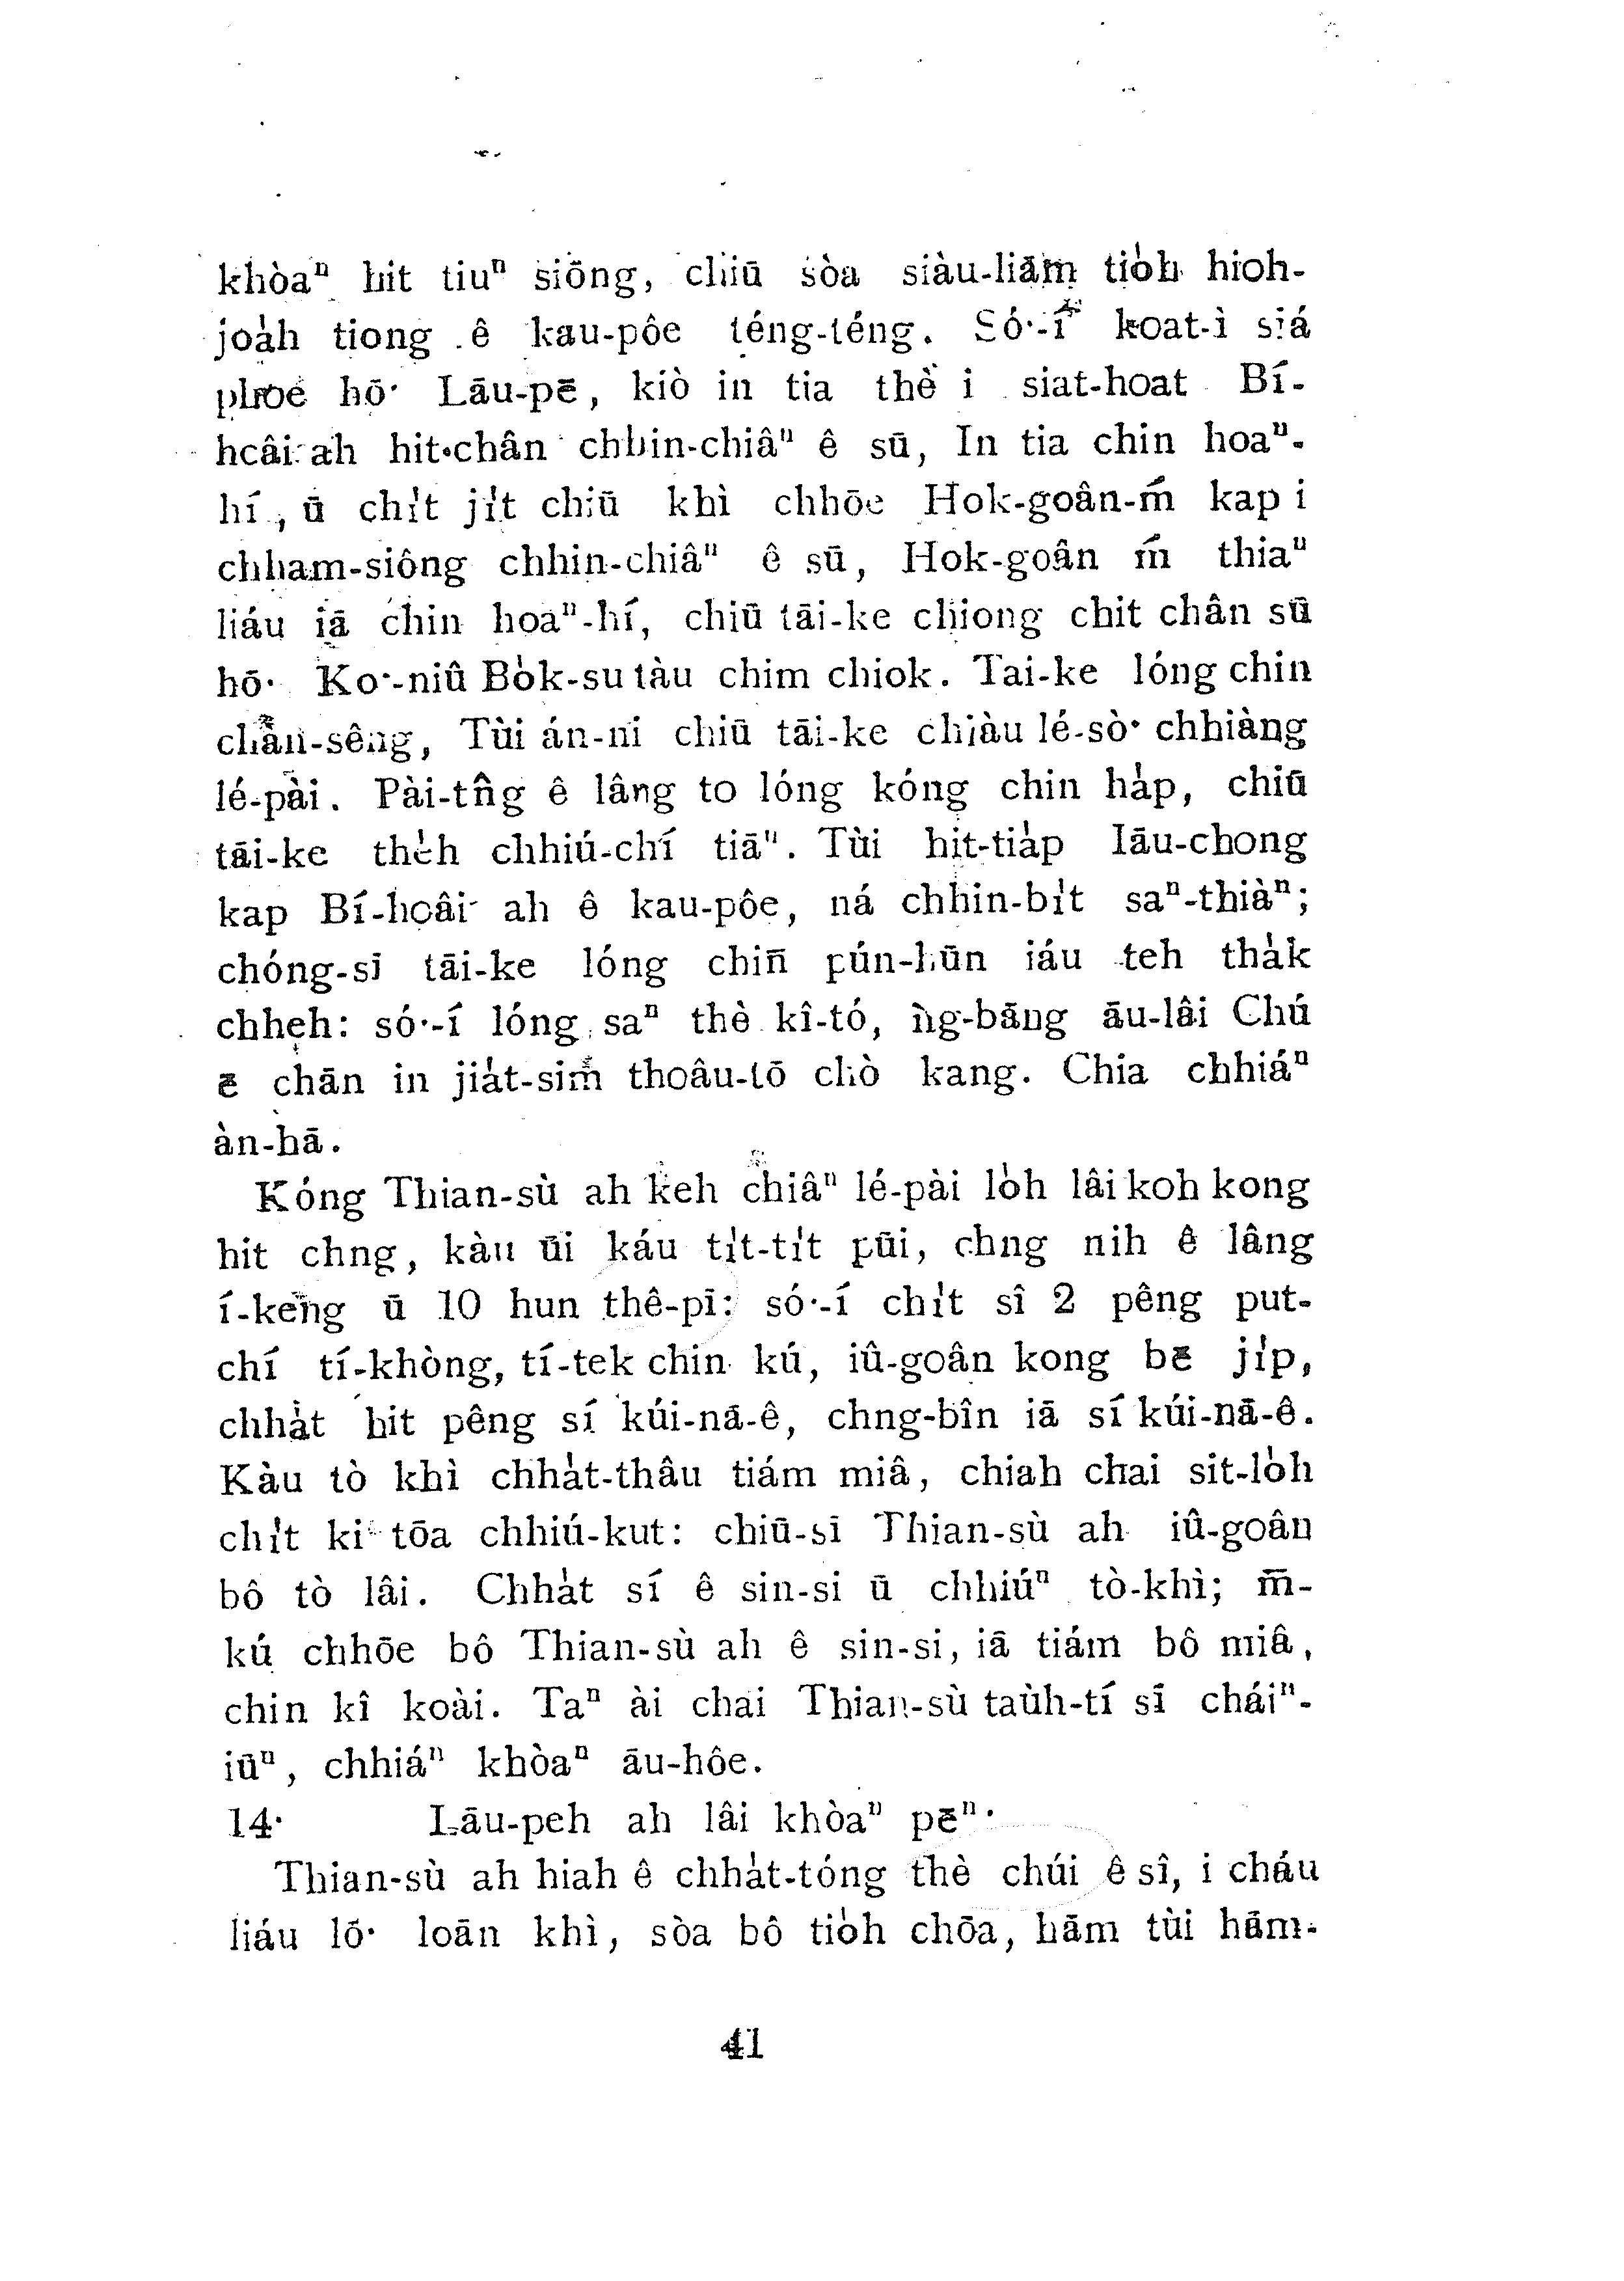 khòaⁿ hit tiuⁿ siōng, chiū sòa siàu-liām tio̍h hioh-
joa̍h tiong ê kau-pôe téng-téng. Só͘-í koat-ì siá
phoe hō͘ Lāu-pē, kiò in tia thè i siat-hoat Bí-
hoâi ah hit-chân chhin-chiâⁿ ê sū, In tia chin hoaⁿ-
hí, ū chi̍t ji̍t chiū khì chhōe Hok-goân-ḿ kap i
chham-siông chhin-chiâⁿ ê sū, Hok-goân ḿ thiaⁿ
liáu iā chin hoaⁿ-hí, chiū tāi-ke chiong chit chân sū
hō͘ Ko͘-niû Bo̍k-su tàu chim chiok. Tai-ke lóng chin
chàn-sêng, Tùi án-ni chiū tāi-ke chiàu lé-sò͘ chhiàng
lé-pài. Pài-tn̂g ê lâng to lóng kóng chin ha̍p, chiū
tāi-ke the̍h chhiú-chí tiāⁿ. Tùi hit-tia̍p Iāu-chong
kap Bí-hoâi ah ê kau-pôe, ná chhin-bi̍t saⁿ-thiàⁿ;
chóng-sī tāi-ke lóng chin̄ pún-hūn iáu teh tha̍k
chheh: só͘-í lóng saⁿ thè kî-tó, ǹg-bāng āu-lâi Chú
ē chān in jia̍t-sim thoâu-tō chò kang. Chia chhiáⁿ
àn-hā.
Kóng Thian-sù ah keh chiâⁿ lé-pài lo̍h lâi koh kong
hit chng, kàu ūi káu ti̍t-ti̍t pūi, chng nih ê lâng
í-keng ū 10 hun thê-pī: só͘-í chi̍t sî 2 pêng put-
chí tí-khòng, tí-tek chin kú, iû-goân kong bē ji̍p,
chha̍t hit pêng sí kúi-nā-ê, chng-bîn iā sí kúi-nā-ê.
Kàu tò khì chha̍t-thâu tiám miâ, chiah chai sit-lo̍h
chi̍t ki tōa chhiú-kut: chiū-sī Thian-sù ah iû-goân
bô tò lâi. Chha̍t sí ê sin-si ū chhiúⁿ tò-khì; m̄-
kú chhōe bô Thian-sù ah ê sin-si, iā tiám bô miâ,
chin kî koài. Taⁿ ài chai Thian-sù taùh-tí sī cháiⁿ-
iūⁿ, chhiáⁿ khòaⁿ āu-hôe.
14· Lāu-peh ah lâi khòaⁿ pēⁿ·
Thian-sù ah hiah ê chha̍t-tóng thè chúi ê sî, i cháu
liáu lō͘ loān khì, sòa bô tio̍h chōa, hām tùi hām-
41